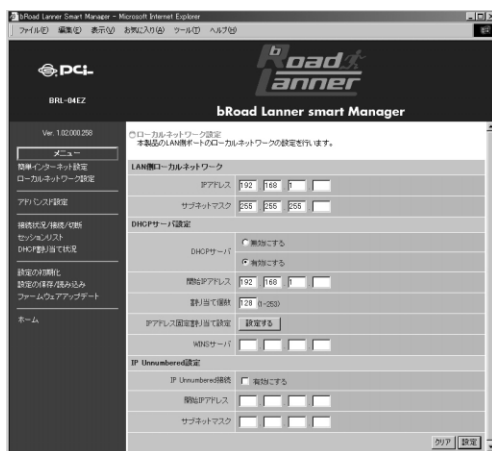 bRoad Lanner Smart Manager - Microsoft Internet Explorer
ファイル(F) 編集(E) 表示(V) お気に入り(A) ツール(T) ヘルプ(H)
PCi
BRL-04EZ
bRoad Lanner
bRoad Lanner smart Manager
Ver. 1.02.000.258
メニュー
簡単インターネット設定
ローカルネットワーク設定
アドバンスド設定
接続状況/接続/切断
セッションリスト
DHCP割り当て状況
設定の初期化
設定の保存/読み込み
ファームウェアアップデート
ホーム
ローカルネットワーク設定
本製品のLAN側ポートのローカルネットワークの設定を行います。
LAN側ローカルネットワーク
IPアドレス 192 168 1
サブネットマスク 255 255 255
DHCPサーバ設定
DHCPサーバ
無効にする
有効にする
開始IPアドレス 192 168 1
割り当て個数 128 (1-253)
IPアドレス固定割り当て設定 設定する
WINSサーバ
IP Unnumbered設定
IP Unnumbered接続 有効にする
開始IPアドレス
サブネットマスク
クリア 設定